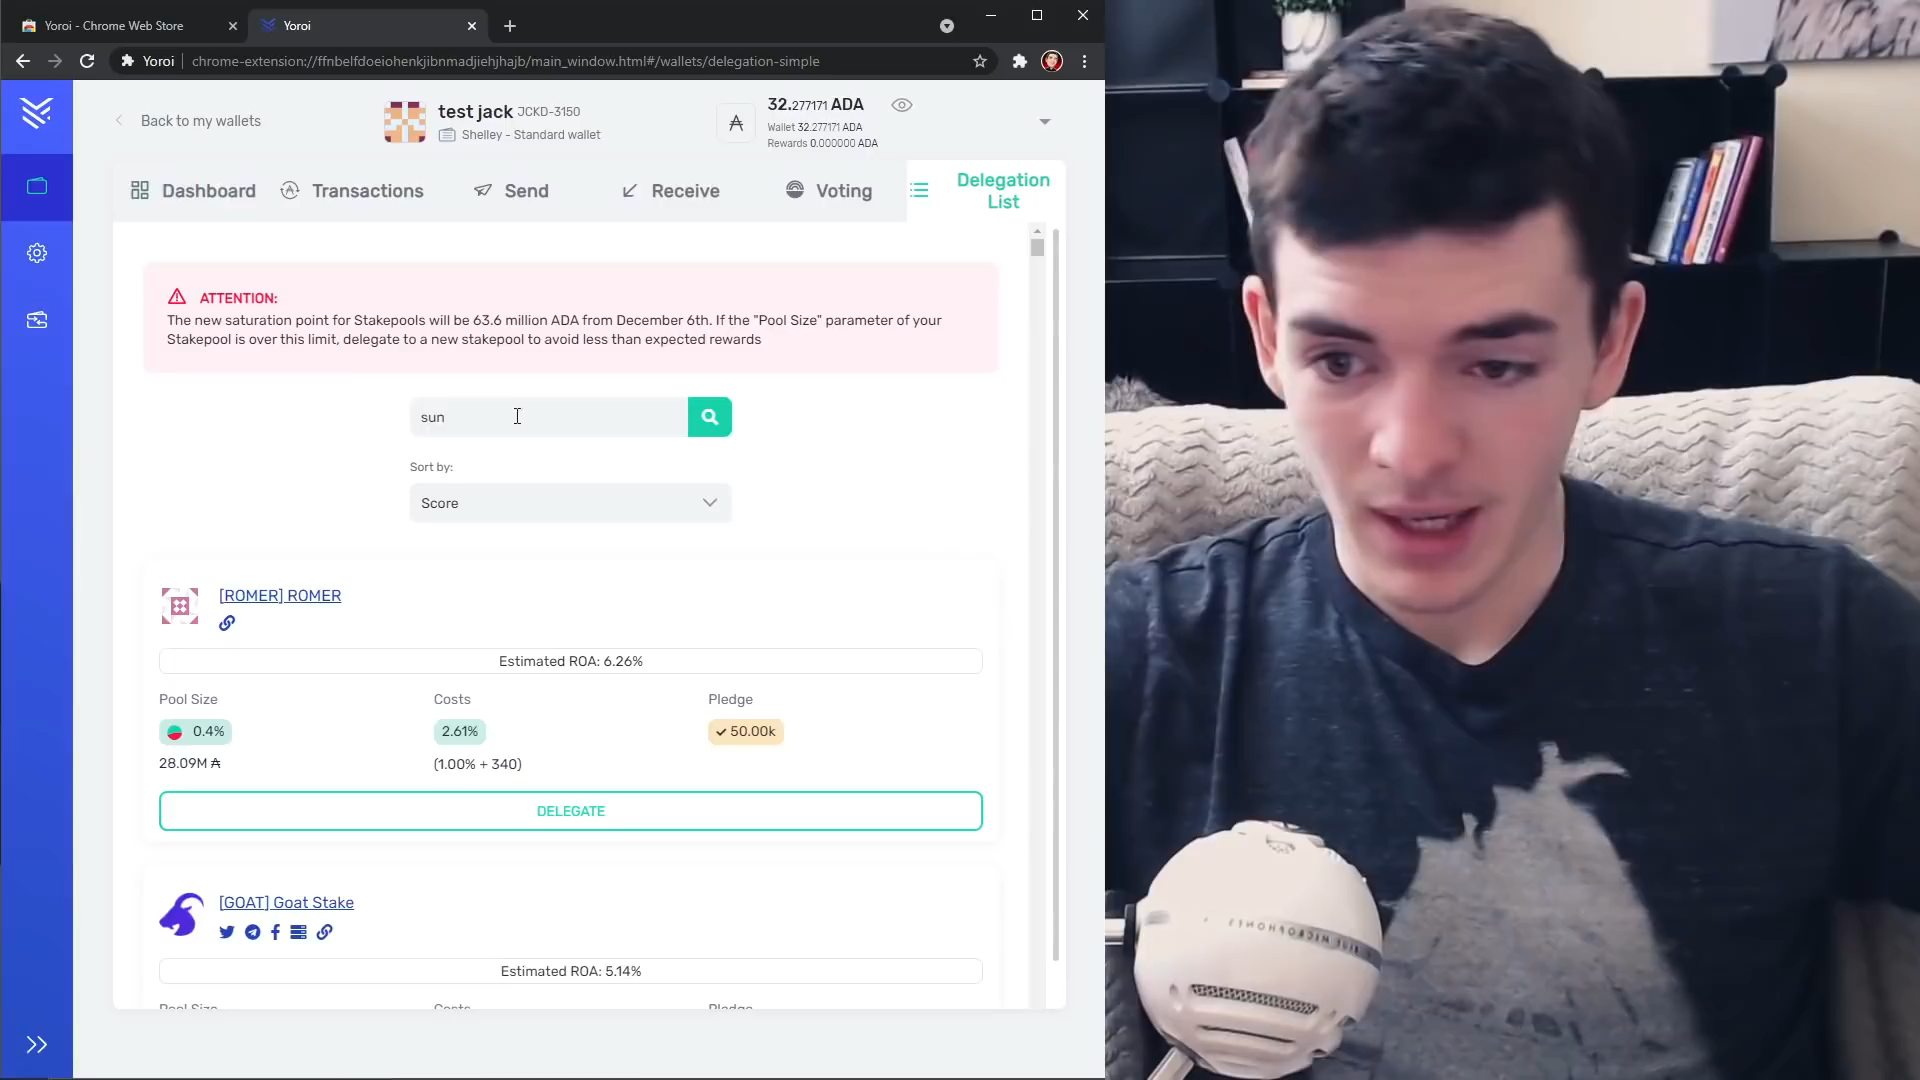 Yoroi - Chrome Web Store
Yoroi
Yoroi
chrome-extension://ffnbelfdoeiohenkjibnmadjiehjhajb/main_window.html#/wallets/delegation-simple
Back to my wallets
test jack JCKD-3150
Shelley - Standard wallet
32.277171 ADA
Wallet 32.277171 ADA
Rewards 0.000000 ADA
Dashboard
Transactions
Send
Receive
Voting
Delegation
List
ATTENTION:
The new saturation point for Stakepools will be 63.6 million ADA from December 6th. If the "Pool Size" parameter of your
Stakepool is over this limit, delegate to a new stakepool to avoid less than expected rewards
sun
Sort by:
Score
[ROMER] ROMER
Estimated ROA: 6.26%
Pool Size
Costs
Pledge
0.4%
2.61%
50.00k
28.09M ₳
(1.00% + 340)
DELEGATE
[GOAT] Goat Stake
Estimated ROA: 5.14%
Pool Size
Costs
Pledge
BLUE MICROPHONES